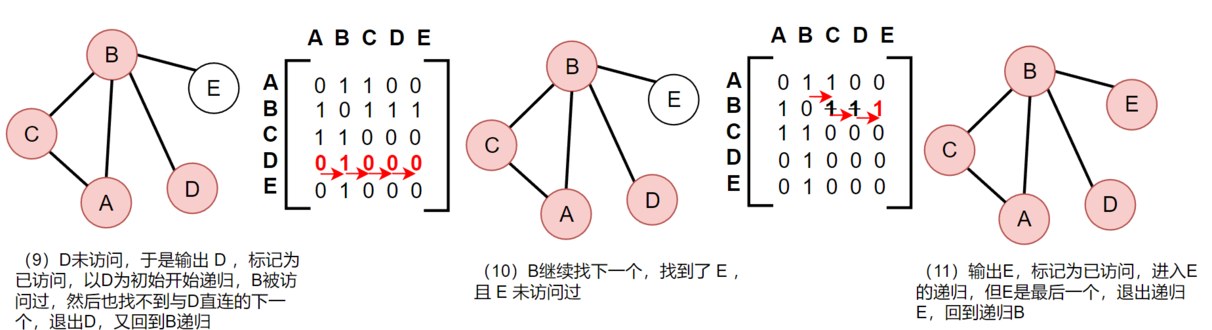 B
E
C
D
A
A B C D E
A 0 1 1 0 0
B 1 0 1 1 1
C 1 1 0 0 0
D 0 1 0 0 0
E 0 1 0 0 0
B
E
C
D
A
A B C D E
A 0 1 1 0 0
B 1 0 1 1 1
C 1 1 0 0 0
D 0 1 0 0 0
E 0 1 0 0 0
B
E
C
D
A
（9）D未访问，于是输出 D ，标记为
已访问，以D为初始开始递归，B被访
问过，然后也找不到与D直连的下一
个，退出D，又回到B递归
（10）B继续找下一个，找到了 E ，
且 E 未访问过
（11）输出E，标记为已访问，进入E
的递归，但E是最后一个，退出递归
E，回到递归B